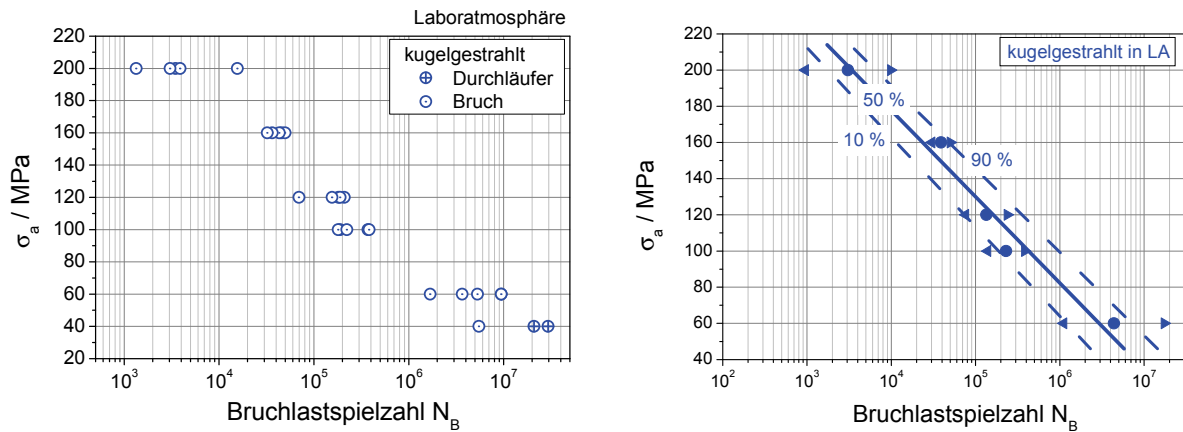 Laboratmosphäre
220
200
180
160
140
120
100
80
60
40
20
σa / MPa
kugelgestrahlt
Durchläufer
Bruch
10³ 10⁴ 10⁵ 10⁶ 10⁷
Bruchlastspielzahl NB
220
200
180
160
140
120
100
80
60
40
σa / MPa
kugelgestrahlt in LA
50 %
10 %
90 %
10² 10³ 10⁴ 10⁵ 10⁶ 10⁷
Bruchlastspielzahl NB